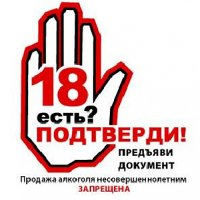 18
есть?
ПОДТВЕРДИ!
ПРЕДЪЯВИ
ДОКУМЕНТ
Продажа алкоголя несовершеннолетним
ЗАПРЕЩЕНА